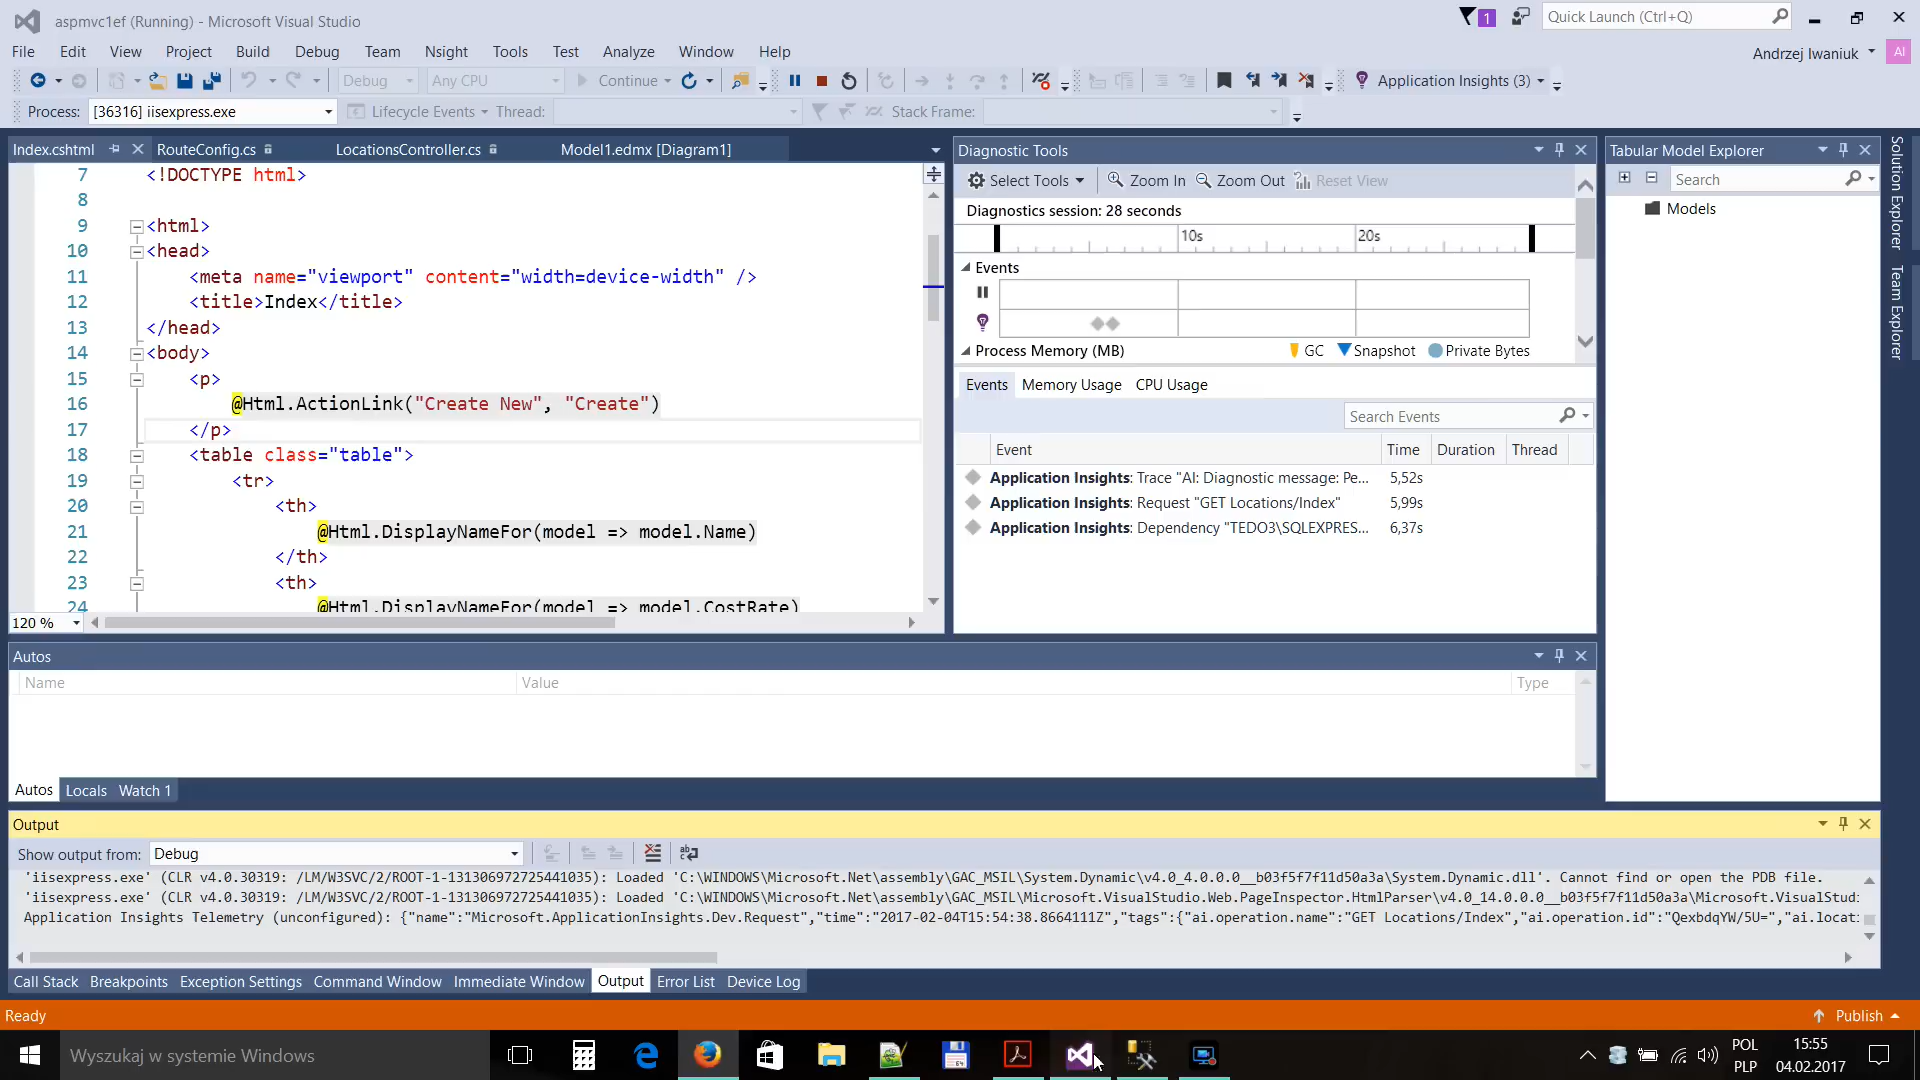 aspmvc1ef (Running) - Microsoft Visual Studio
1
Quick Launch (Ctrl+Q)
File Edit View Project Build Debug Team Nsight Tools Test Analyze Window Help
Andrzej Iwaniuk AI
Debug Any CPU Continue Application Insights (3)
Process: [36316] iisexpress.exe Lifecycle Events Thread: Stack Frame:
Index.cshtml RouteConfig.cs LocationsController.cs Model1.edmx [Diagram1]
7 <!DOCTYPE html>
8
9 <html>
10 <head>
11 <meta name="viewport" content="width=device-width" />
12 <title>Index</title>
13 </head>
14 <body>
15 <p>
16 @Html.ActionLink("Create New", "Create")
17 </p>
18 <table class="table">
19 <tr>
20 <th>
21 @Html.DisplayNameFor(model => model.Name)
22 </th>
23 <th>
24 @Html.DisplayNameFor(model => model.CostRate)
120 %
Diagnostic Tools
Select Tools Zoom In Zoom Out Reset View
Diagnostics session: 28 seconds
10s 20s
Events
Process Memory (MB) GC Snapshot Private Bytes
Events Memory Usage CPU Usage
Search Events
Event Time Duration Thread
Application Insights: Trace "AI: Diagnostic message: Pe... 5,52s
Application Insights: Request "GET Locations/Index" 5,99s
Application Insights: Dependency "TEDO3\SQLEXPRES... 6,37s
Tabular Model Explorer
Search
Models
Solution Explorer
Team Explorer
Autos
Name Value Type
Autos Locals Watch 1
Output
Show output from: Debug
'iisexpress.exe' (CLR v4.0.30319: /LM/W3SVC/2/ROOT-1-131306972725441035): Loaded 'C:\WINDOWS\Microsoft.Net\assembly\GAC_MSIL\System.Dynamic\v4.0_4.0.0.0__b03f5f7f11d50a3a\System.Dynamic.dll'. Cannot find or open the PDB file.
'iisexpress.exe' (CLR v4.0.30319: /LM/W3SVC/2/ROOT-1-131306972725441035): Loaded 'C:\WINDOWS\Microsoft.Net\assembly\GAC_MSIL\Microsoft.VisualStudio.Web.PageInspector.HtmlParser\v4.0_14.0.0.0__b03f5f7f11d50a3a\Microsoft.VisualStudi
Application Insights Telemetry (unconfigured): {"name":"Microsoft.ApplicationInsights.Dev.Request","time":"2017-02-04T15:54:38.8664111Z","tags":{"ai.operation.name":"GET Locations/Index","ai.operation.id":"QexbdqYW/5U=","ai.locati
Call Stack Breakpoints Exception Settings Command Window Immediate Window Output Error List Device Log
Ready
Publish
Wyszukaj w systemie Windows
POL
PLP
15:55
04.02.2017